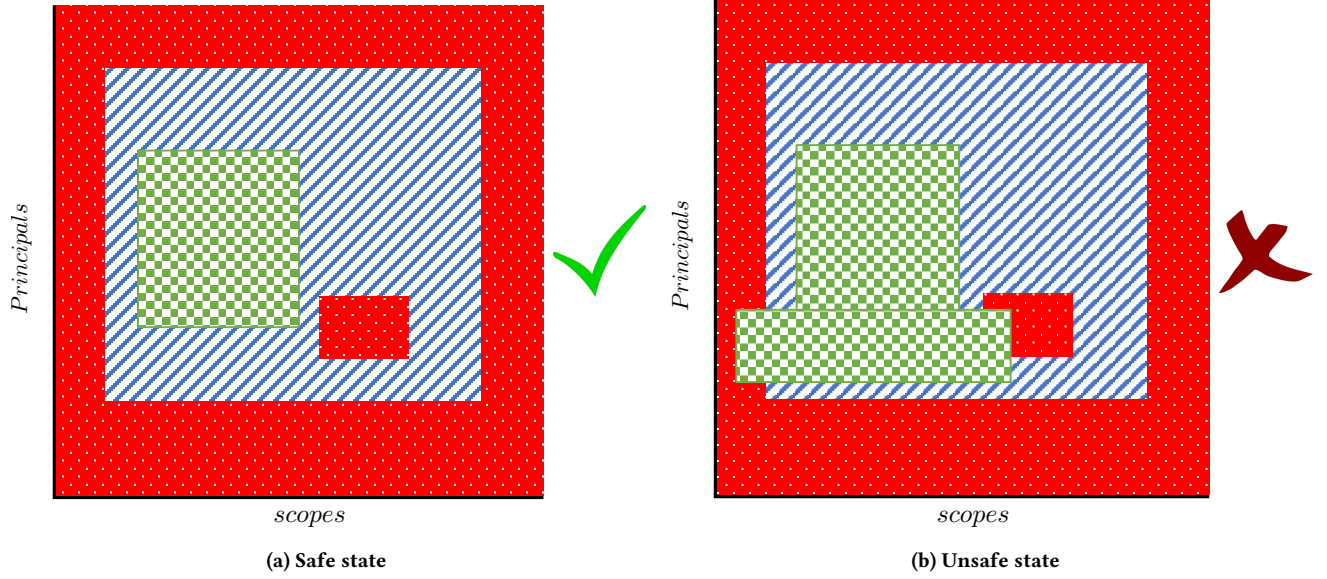 Principals
scopes
(a) Safe state
Principals
scopes
(b) Unsafe state